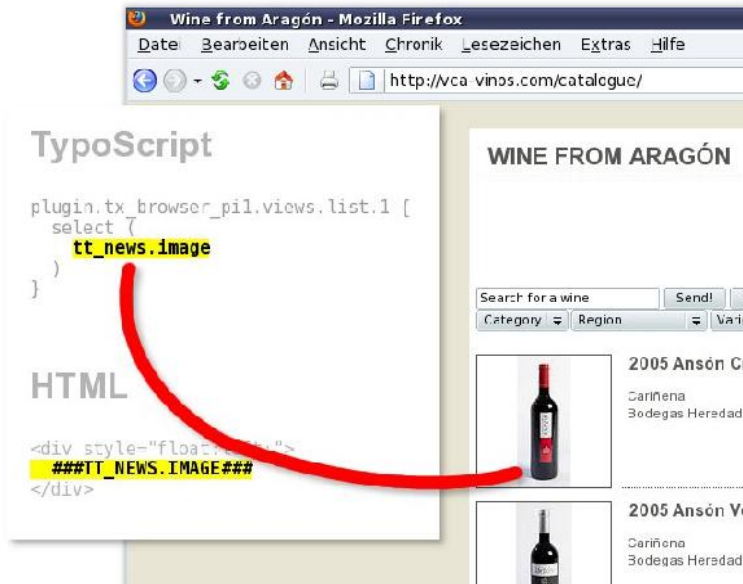 Wine from Aragón - Mozilla Firefox
Datei Bearbeiten Ansicht Chronik Lesezeichen Extras Hilfe
http://vca-vinos.com/catalogue/
TypoScript
plugin.tx_browser_pi1.views.list.1 {
select (
tt_news.image
)
}
HTML
<div style="float:left;">
###TT_NEWS.IMAGE###
</div>
WINE FROM ARAGÓN
Search for a wine Send!
Category Region Vari
2005 Ansón C
Cariñena
Bodegas Heredad
2005 Ansón V
Cariñena
Bodegas Heredad